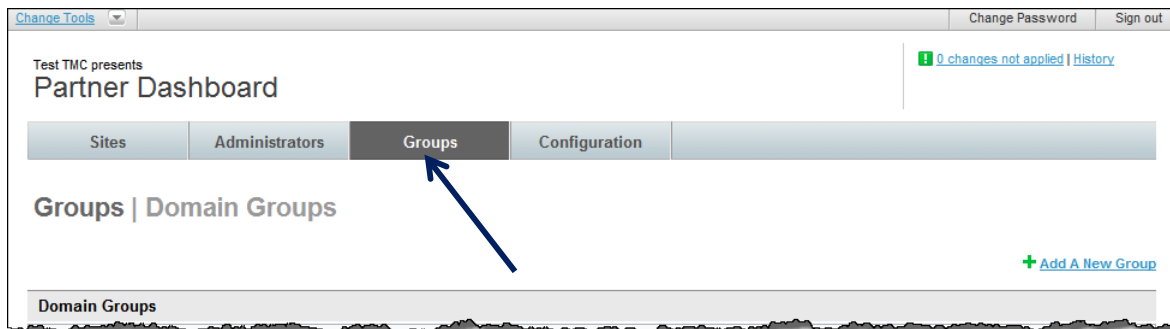 Change Tools Change Password Sign out
Test TMC presents
Partner Dashboard
0 changes not applied | History
Sites Administrators Groups Configuration
Groups | Domain Groups
Add A New Group
Domain Groups